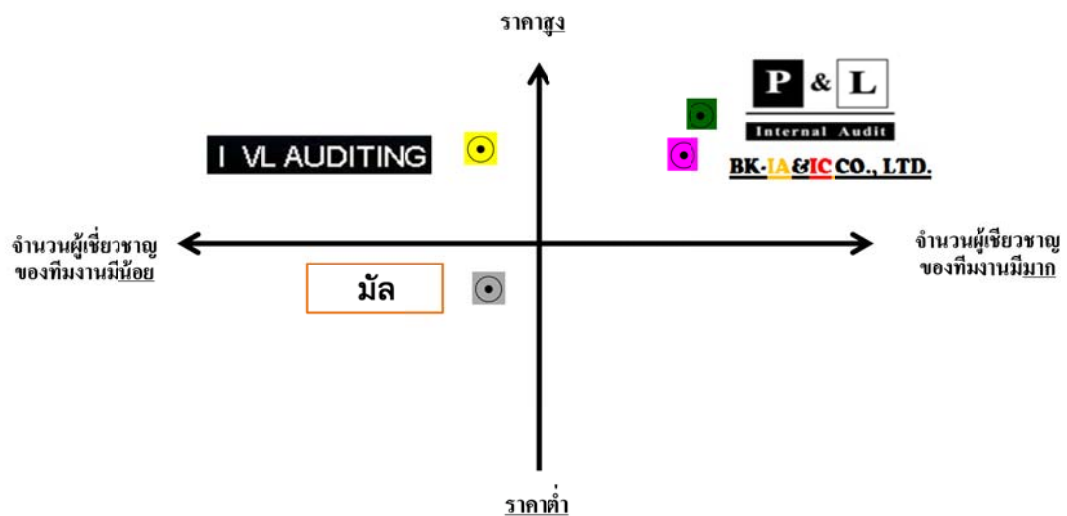 ราคาสูง
P & L
Internal Audit
I VL AUDITING
BK-IA&IC CO., LTD.
จำนวนผู้เชี่ยวชาญ
ของทีมงานมีน้อย
จำนวนผู้เชียวชาญ
ของทีมงานมีมาก
มัล
ราคาต่ำ